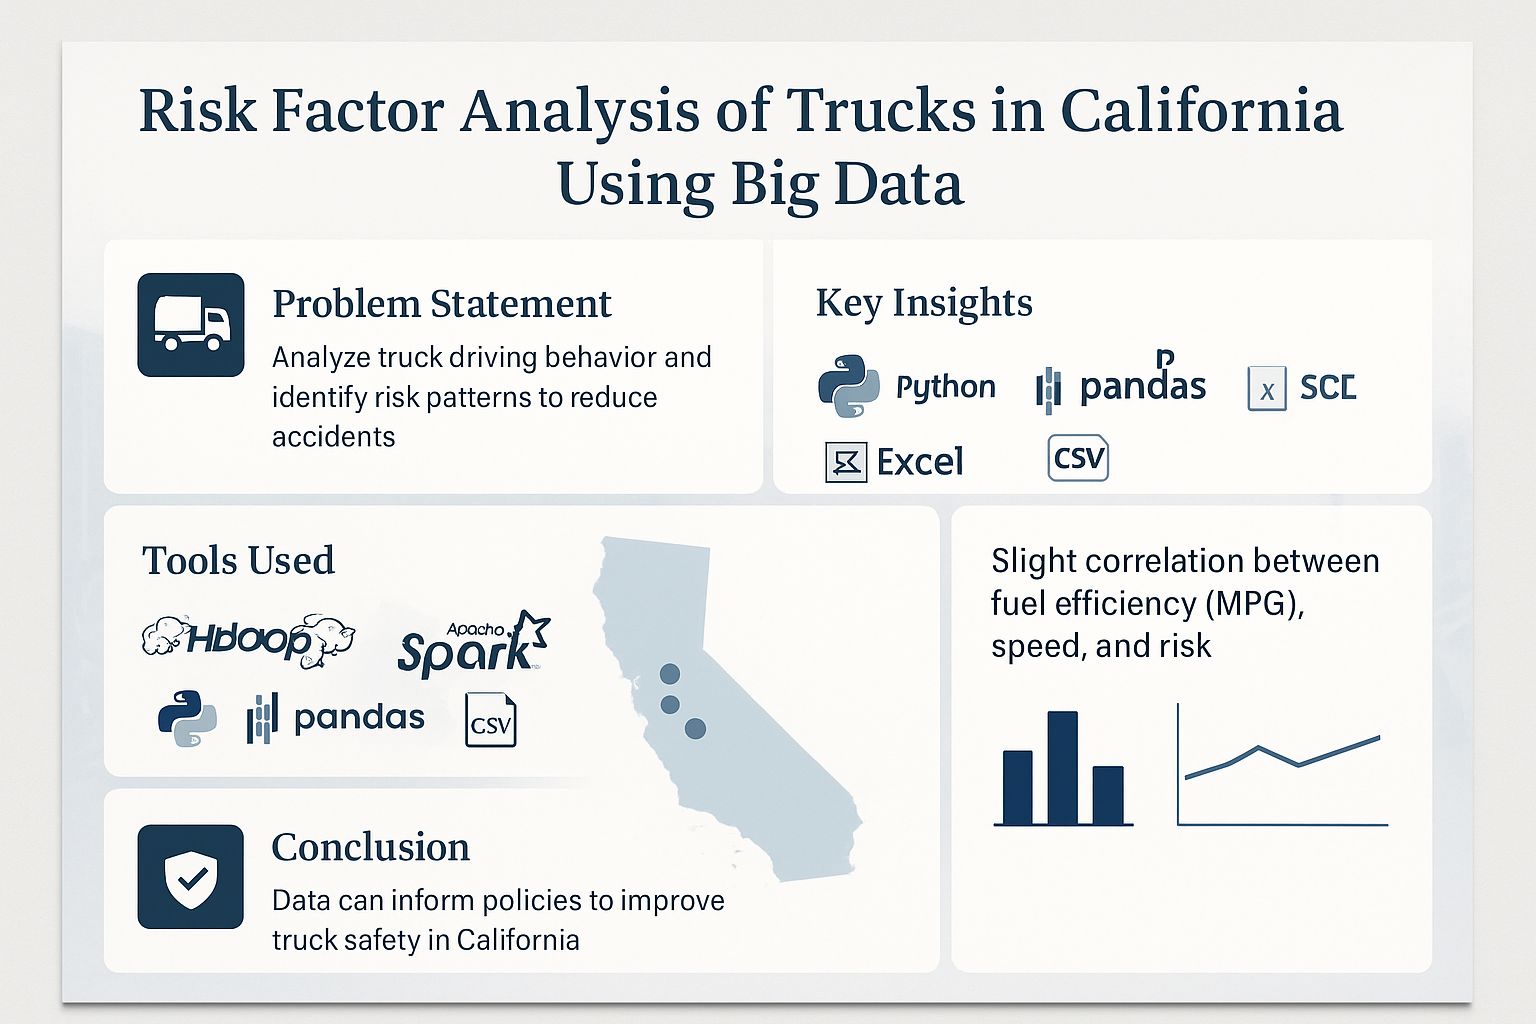 Risk Factor Analysis of Trucks in California
Using Big Data
Problem Statement
Analyze truck driving behavior and
identify risk patterns to reduce
accidents
Key Insights
Python
pandas
X
Excel
CSV
Tools Used
Spark
pandas
CSV
Conclusion
Data can inform policies to improve
truck safety in California
Slight correlation between
fuel efficiency (MPG),
speed, and risk